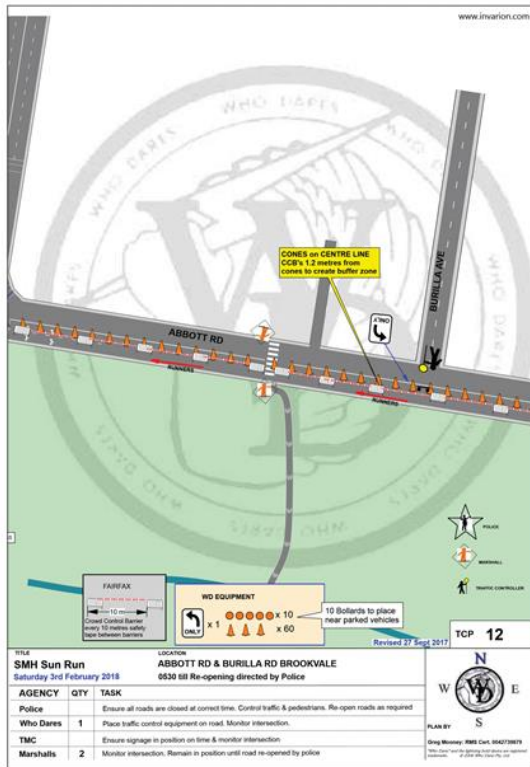 www.invarion.com
WHO DARES
CONES on CENTRE LINE
CCB's 1.2 metres from
cones to create buffer zone
ONLY
BURILLA AVE
ABBOTT RD
RUNNERS
RUNNERS
POLICE
MARSHALL
TRAFFIC CONTROLLER
FAIRFAX
10 m
Crowd Control Barrier
every 10 metres safety
tape between barriers
WD EQUIPMENT
ONLY
x 1
x 10
x 60
10 Bollards to place
near parked vehicles
Revised 27 Sept 2017
TCP 12
TITLE
SMH Sun Run
Saturday 3rd February 2018
LOCATION
ABBOTT RD & BURILLA RD BROOKVALE
0530 till Re-opening directed by Police
AGENCY QTY TASK
Police Ensure all roads are closed at correct time. Control traffic & pedestrians. Re-open roads as required
Who Dares 1 Place traffic control equipment on road. Monitor intersection.
TMC Ensure signage in position on time & monitor intersection
Marshalls 2 Monitor intersection. Remain in position until road re-opened by police
N
W E
S
PLAN BY
Greg Mooney: RMS Cert. 0042739875